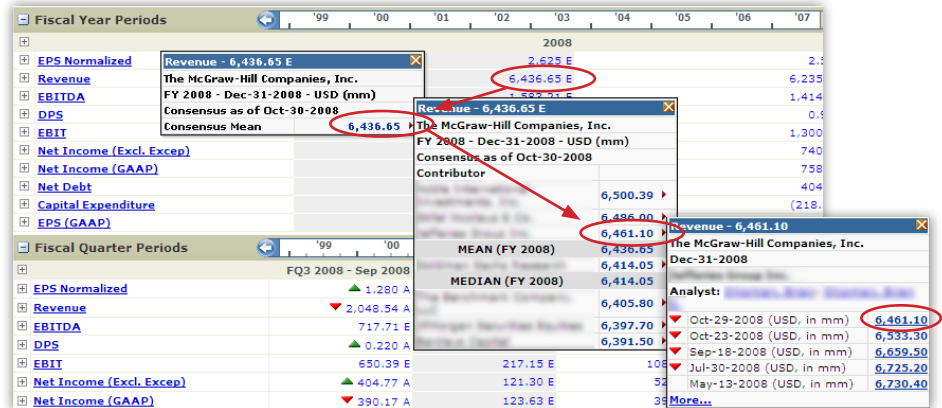 Fiscal Year Periods '99 '00 '01 '02 '03 '04 '05 '06 '07
2008
EPS Normalized 2.625 E
Revenue 6,436.65 E 6,235
EBITDA 1,414
DPS
EBIT 1,300
Net Income (Excl. Excep) 740
Net Income (GAAP) 758
Net Debt 404
Capital Expenditure (218.
EPS (GAAP)
Revenue - 6,436.65 E
The McGraw-Hill Companies, Inc.
FY 2008 - Dec-31-2008 - USD (mm)
Consensus as of Oct-30-2008
Consensus Mean 6,436.65
Revenue - 6,436.65 E
The McGraw-Hill Companies, Inc.
FY 2008 - Dec-31-2008 - USD (mm)
Consensus as of Oct-30-2008
Contributor
6,500.39
6,486.00
6,461.10
MEAN (FY 2008) 6,436.65
6,414.05
MEDIAN (FY 2008) 6,414.05
6,405.80
6,397.70
6,391.50
Revenue - 6,461.10
The McGraw-Hill Companies, Inc.
Dec-31-2008
Analyst:
Oct-29-2008 (USD, in mm) 6,461.10
Oct-23-2008 (USD, in mm) 6,533.30
Sep-18-2008 (USD, in mm) 6,659.50
Jul-30-2008 (USD, in mm) 6,725.20
May-13-2008 (USD, in mm) 6,730.40
More...
Fiscal Quarter Periods '99 '00
FQ3 2008 - Sep 2008
EPS Normalized 1.280 A
Revenue 2,048.54 A
EBITDA 717.71 E
DPS 0.220 A
EBIT 650.39 E 217.15 E 108
Net Income (Excl. Excep) 404.77 A 121.30 E 52
Net Income (GAAP) 390.17 A 123.63 E 39